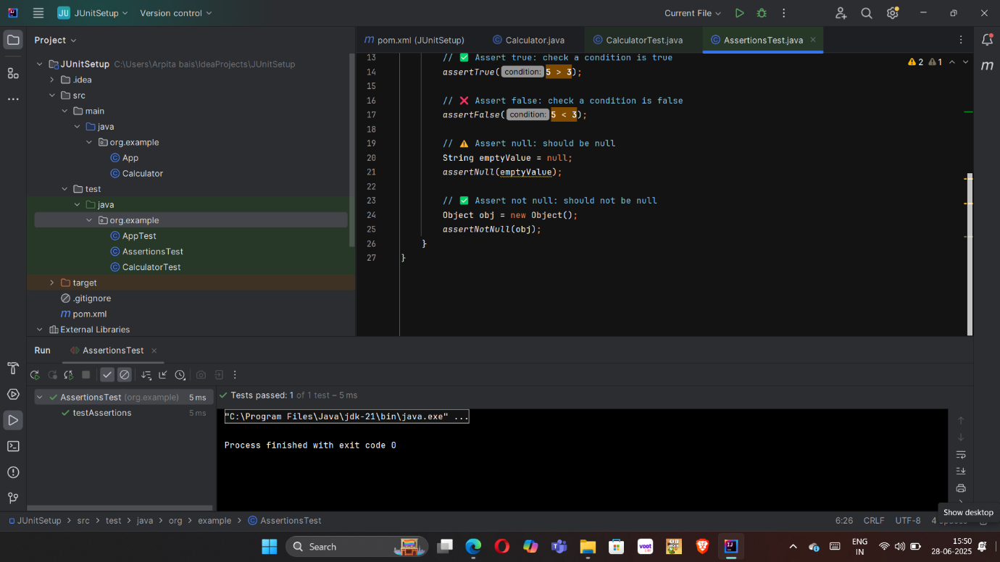 JU JUnitSetup Version control Current File
Project
pom.xml (JUnitSetup) Calculator.java CalculatorTest.java AssertionsTest.java
JUnitSetup C:\Users\Arpita bais\IdeaProjects\JUnitSetup
.idea
src
main
java
org.example
App
Calculator
test
java
org.example
AppTest
AssertionsTest
CalculatorTest
target
.gitignore
pom.xml
External Libraries
2 1
13 // ✅ Assert true: check a condition is true
14 assertTrue( condition: 5 > 3);
15
16 // ❌ Assert false: check a condition is false
17 assertFalse( condition: 5 < 3);
18
19 // ⚠️ Assert null: should be null
20 String emptyValue = null;
21 assertNull(emptyValue);
22
23 // ✅ Assert not null: should not be null
24 Object obj = new Object();
25 assertNotNull(obj);
26 }
27 }
Run AssertionsTest
AssertionsTest (org.example) 5 ms
testAssertions 5 ms
Tests passed: 1 of 1 test – 5 ms
"C:\Program Files\Java\jdk-21\bin\java.exe" ...
Process finished with exit code 0
Show desktop
JUnitSetup > src > test > java > org > example > AssertionsTest 6:26 CRLF UTF-8
Search
voot
ENG
IN
15:50
28-06-2025